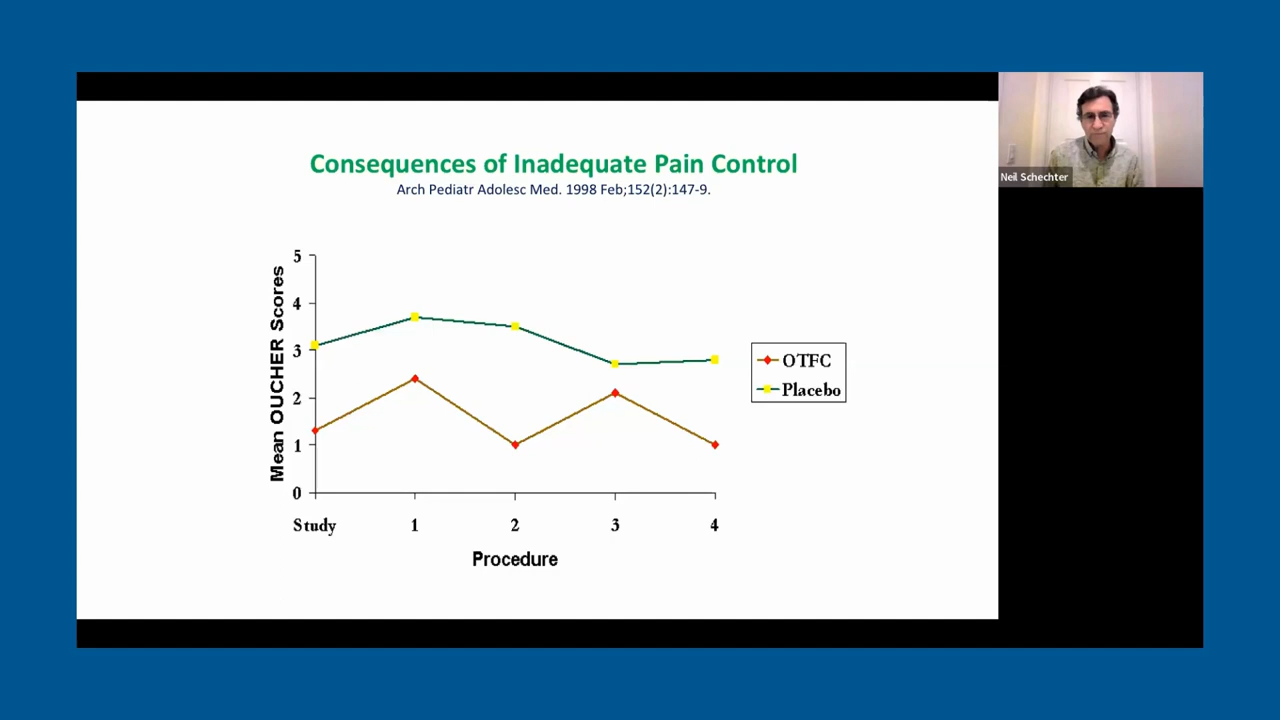 Consequences of Inadequate Pain Control
Arch Pediatr Adolesc Med. 1998 Feb;152(2):147-9.
Neil Schechter
Mean OUCHER Scores
5
4
3
2
1
0
Study 1 2 3 4
Procedure
OTFC
Placebo